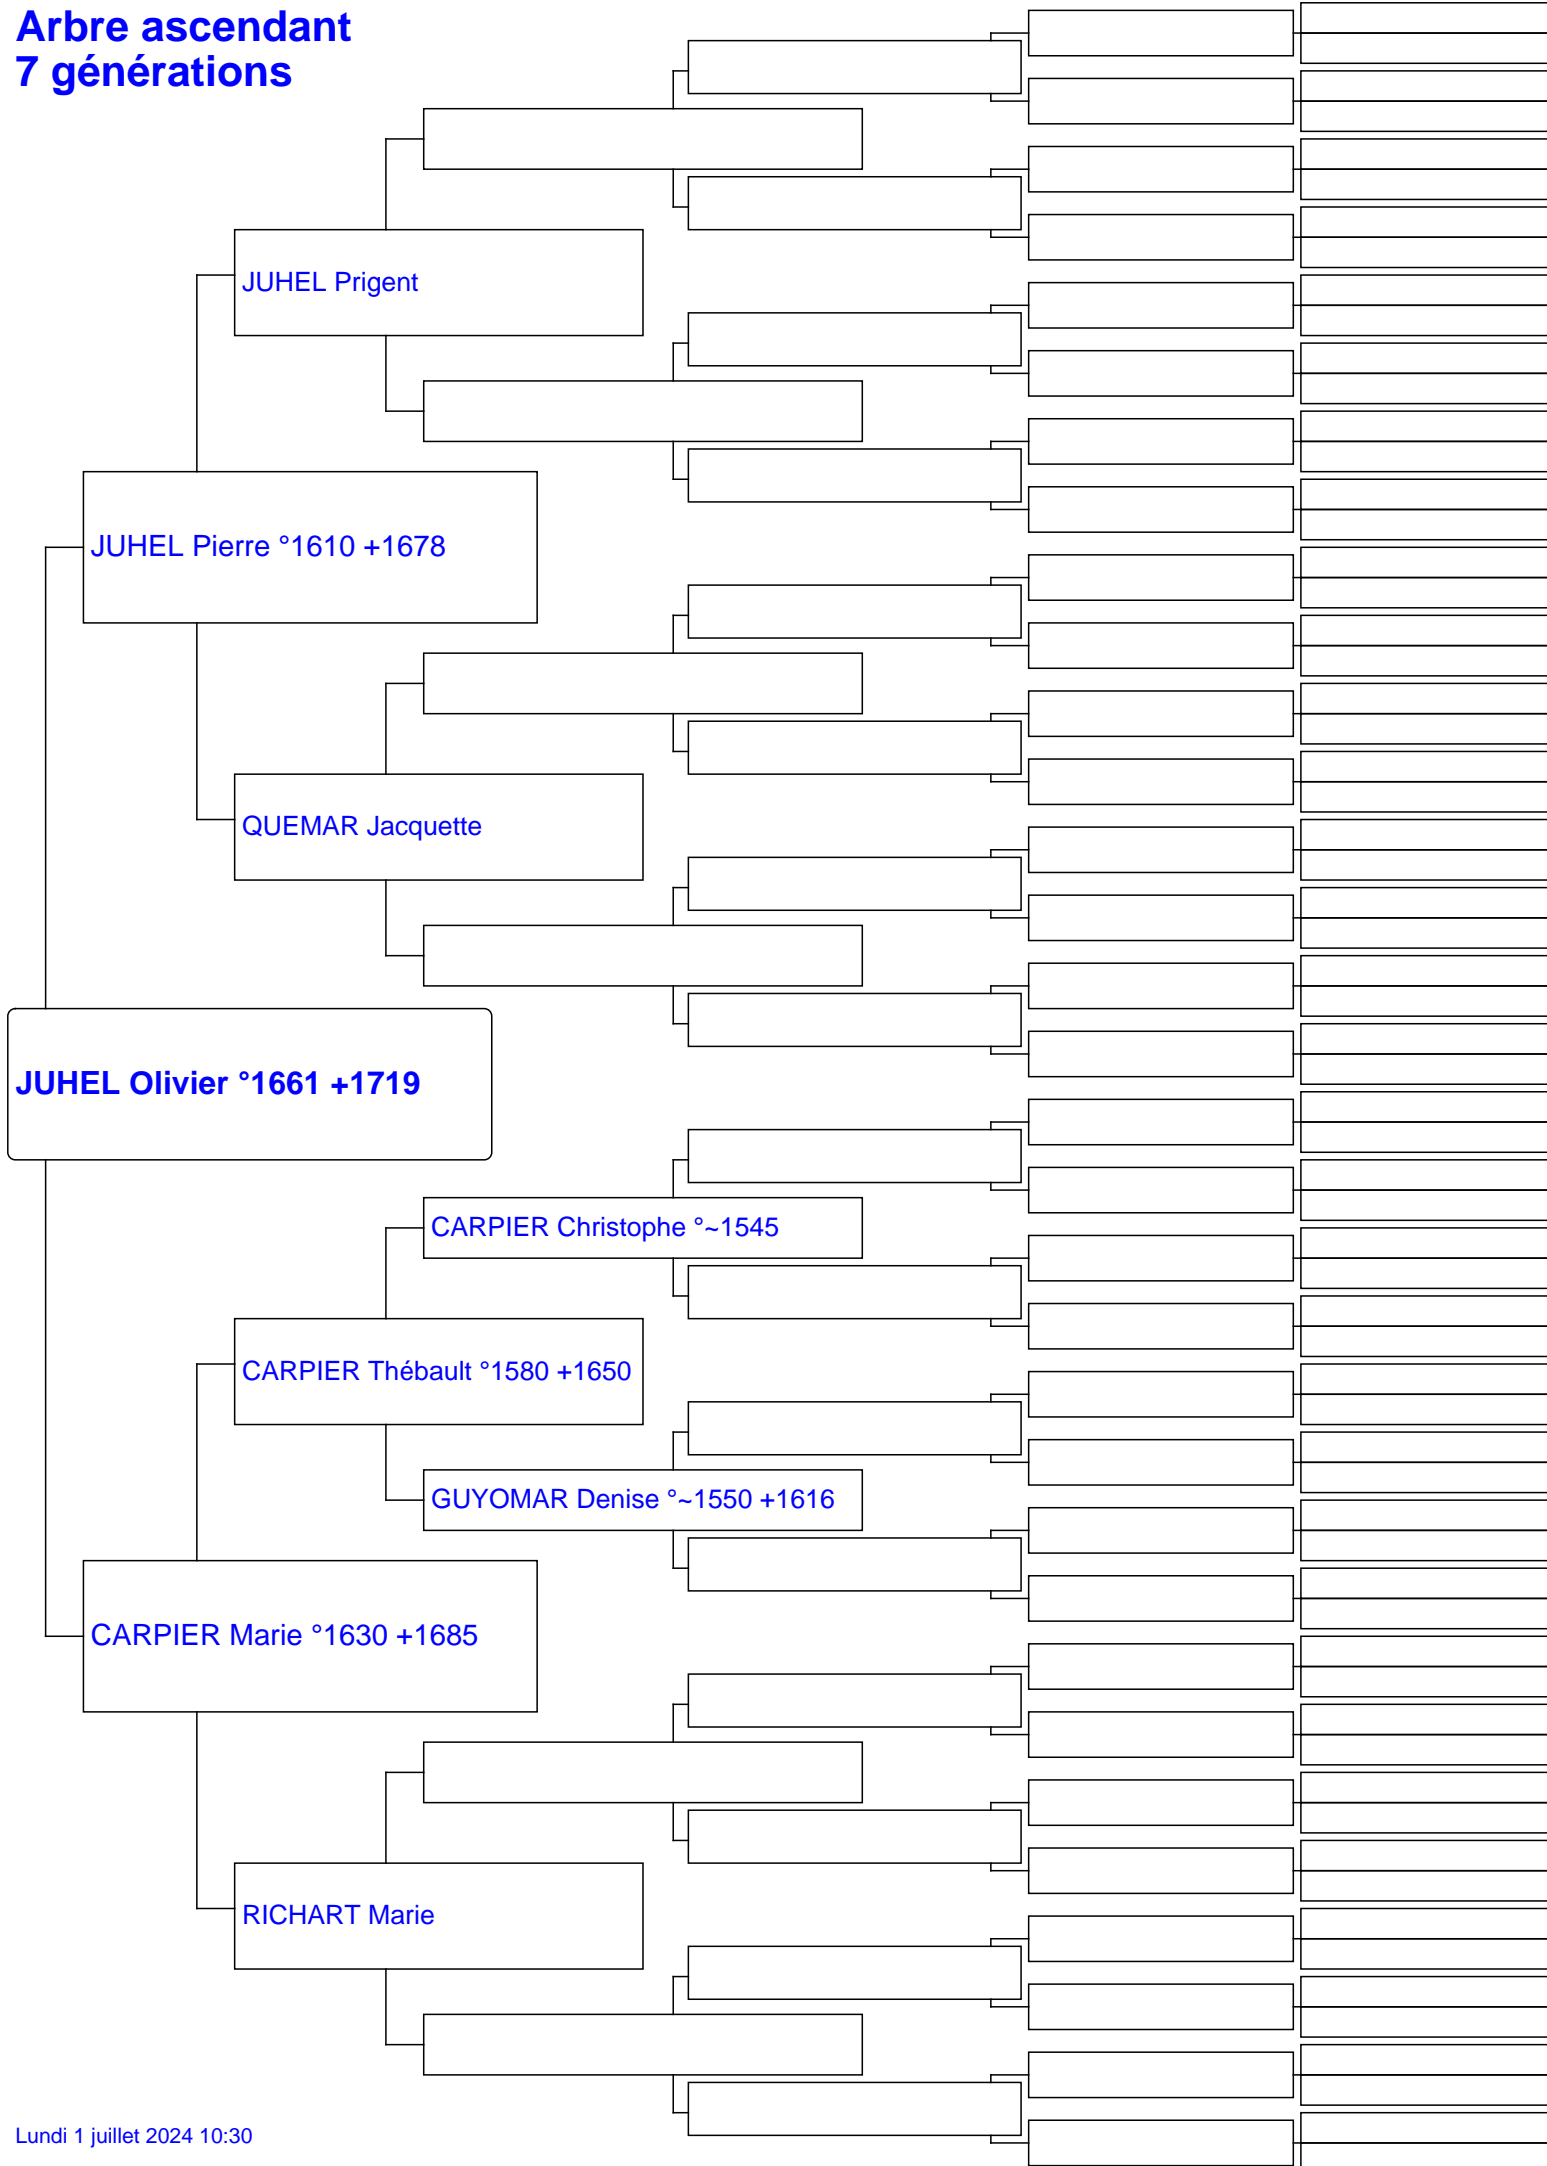 Arbre ascendant
7 générations
JUHEL Prigent
JUHEL Pierre °1610 +1678
QUEMAR Jacquette
JUHEL Olivier °1661 +1719
CARPIER Christophe °~1545
CARPIER Thébault °1580 +1650
GUYOMAR Denise °~1550 +1616
CARPIER Marie °1630 +1685
RICHART Marie
Lundi 1 juillet 2024 10:30